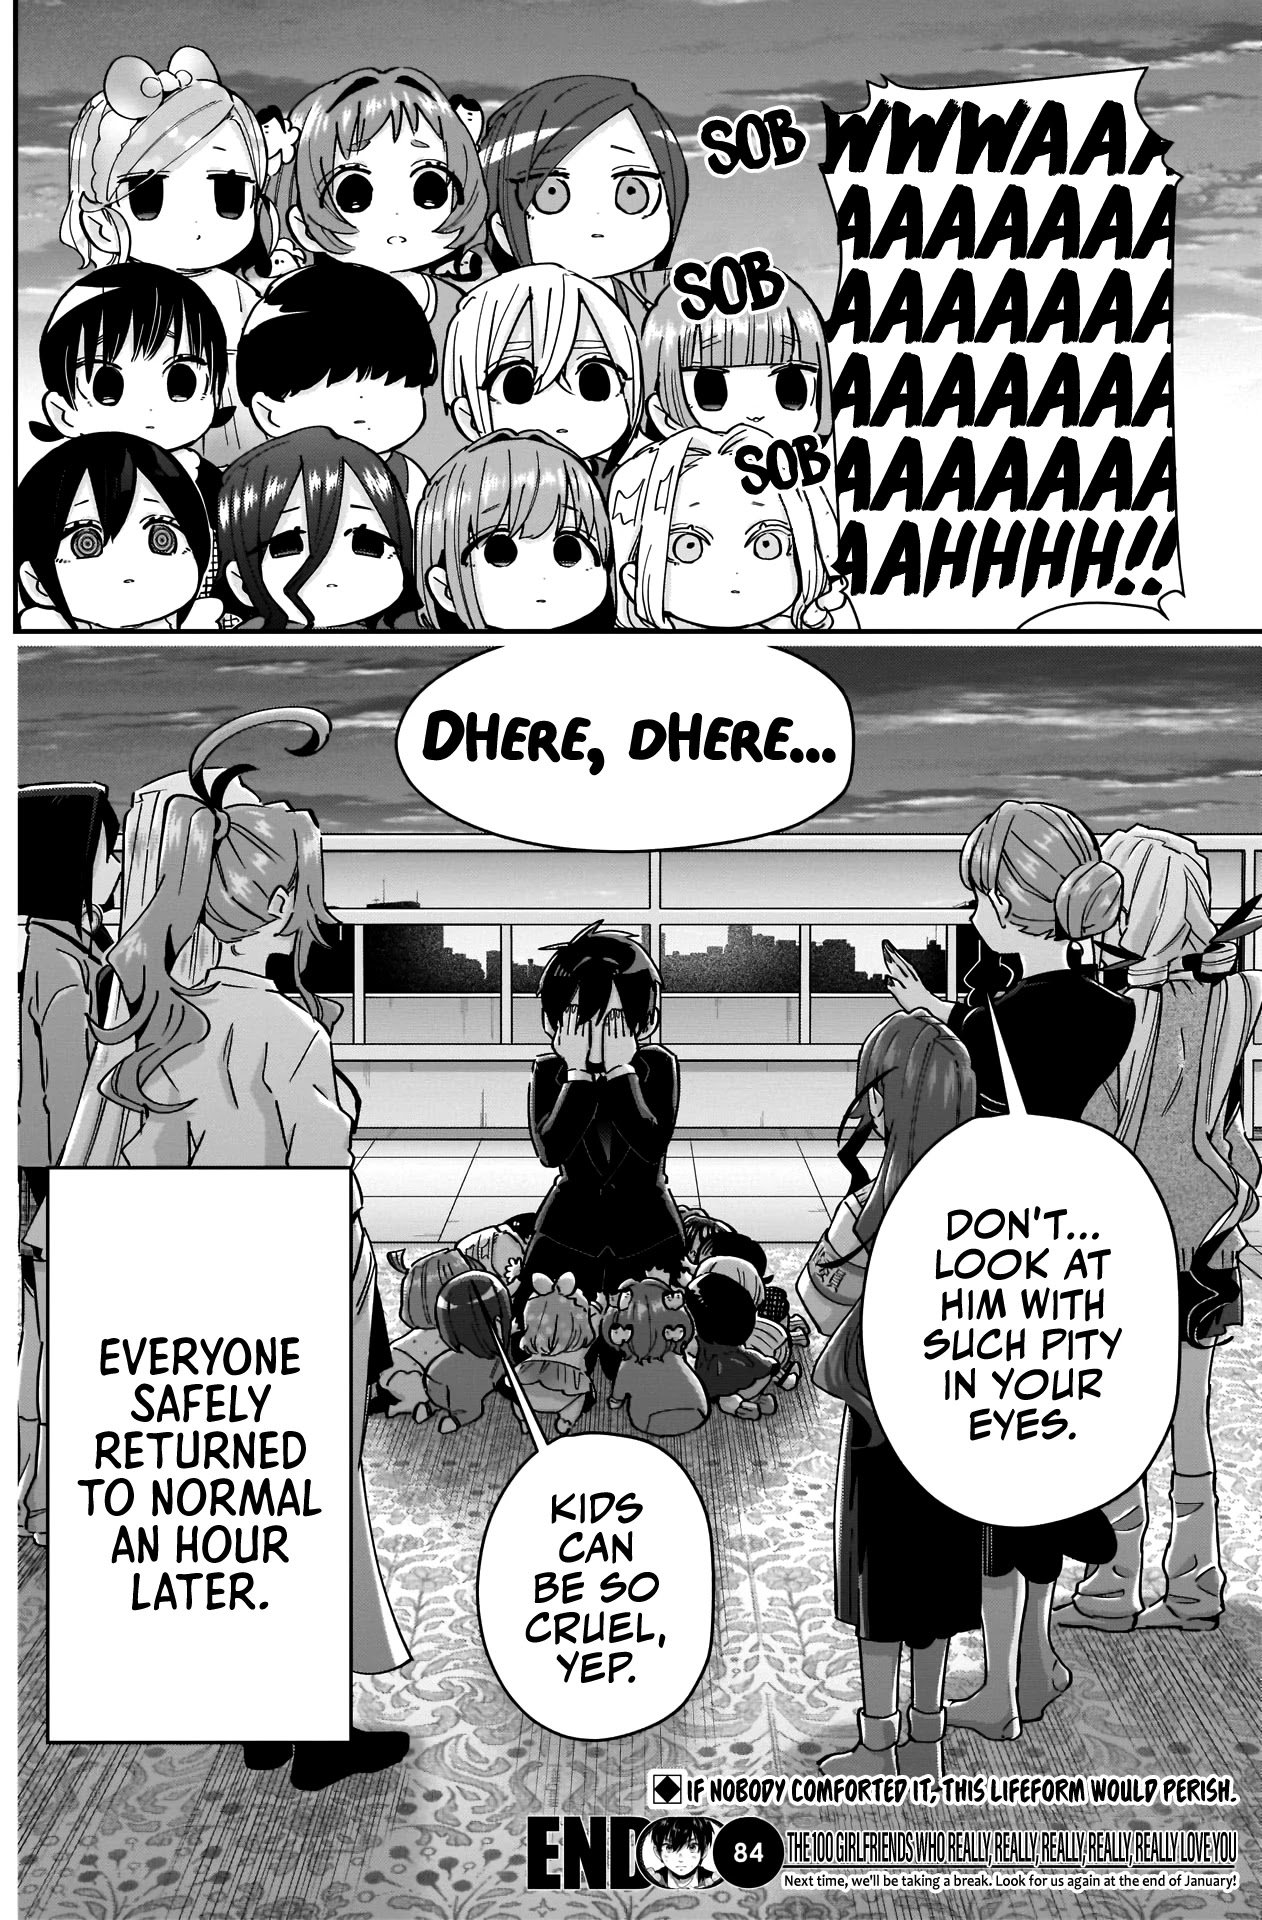 SOB
SOB
SOB
WWWAAA
AAAAAAA
AAAAAAA
AAAAAAA
AAAAAAA
AAHHHH!!
DHERE, DHERE...
DON'T...
LOOK AT
HIM WITH
SUCH PITY
IN YOUR
EYES.
EVERYONE
SAFELY
RETURNED
TO NORMAL
AN HOUR
LATER.
KIDS
CAN
BE SO
CRUEL,
YEP.
IF NOBODY COMFORTED IT, THIS LIFEFORM WOULD PERISH.
END 84 THE 100 GIRLFRIENDS WHO REALLY, REALLY, REALLY, REALLY, REALLY LOVE YOU
Next time, we'll be taking a break. Look for us again at the end of January!